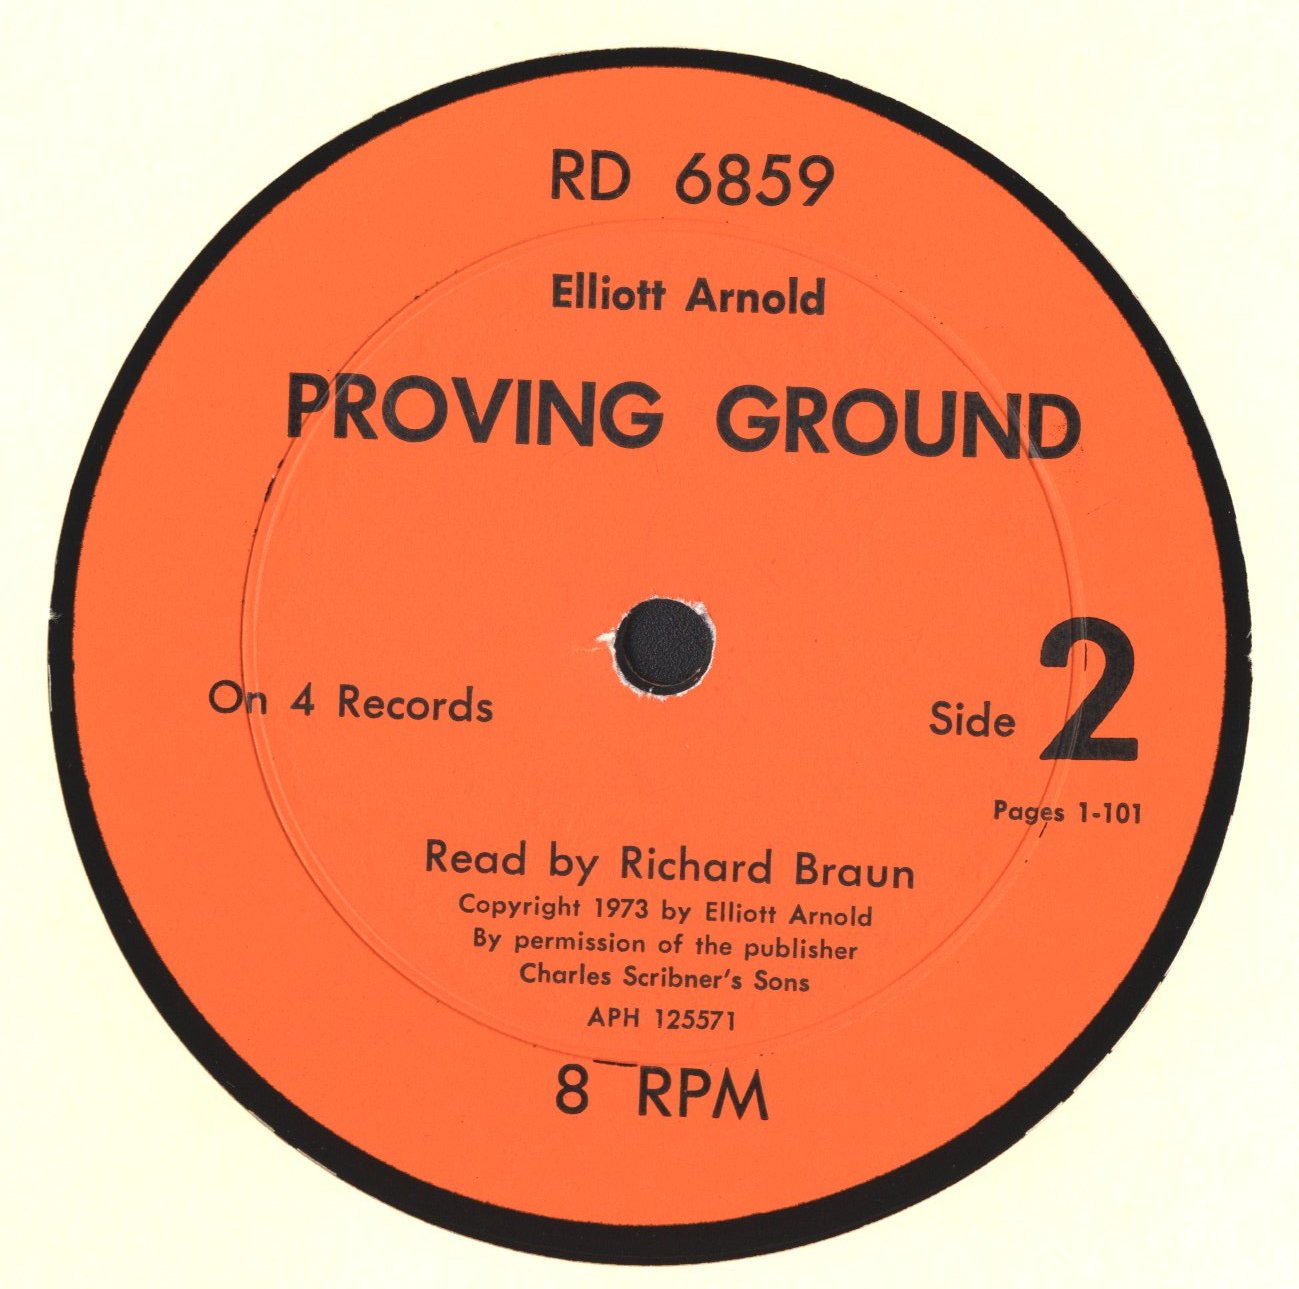 RD 6859
Elliott Arnold
PROVING GROUND
On 4 Records
Side 2
Pages 1-101
Read by Richard Braun
Copyright 1973 by Elliott Arnold
By permission of the publisher
Charles Scribner's Sons
APH 125571
8 RPM